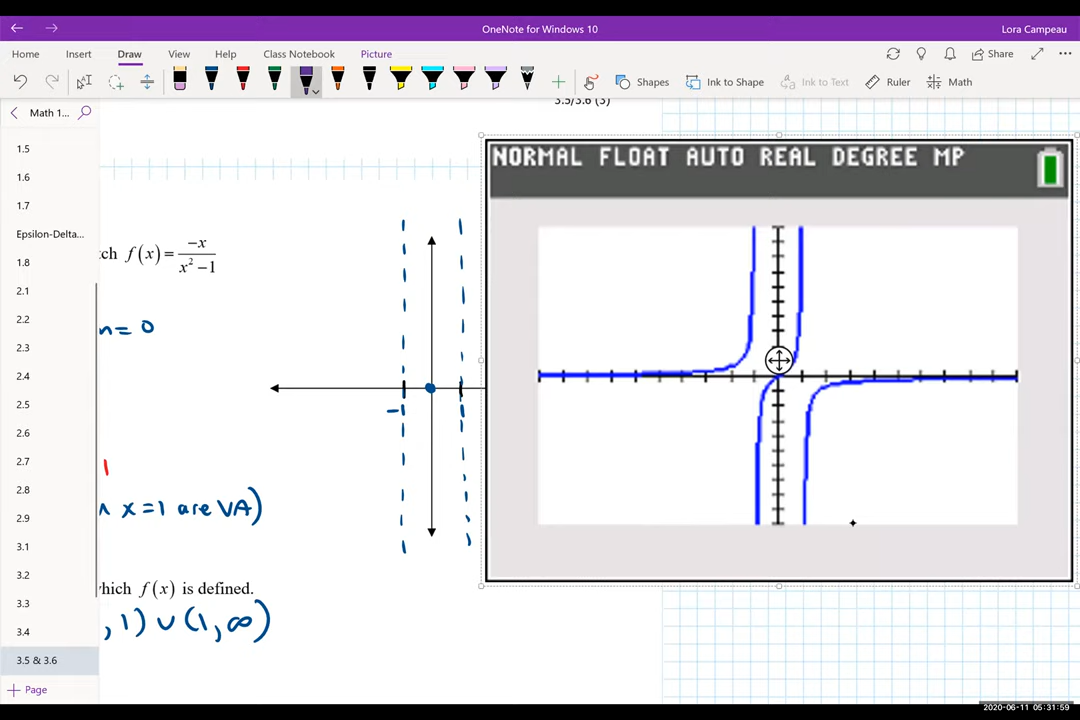 OneNote for Windows 10
Lora Campeau
Home Insert Draw View Help Class Notebook Picture
Share
Shapes Ink to Shape Ink to Text Ruler Math
Math 1...
1.5
1.6
1.7
Epsilon-Delta...
1.8
2.1
2.2
2.3
2.4
2.5
2.6
2.7
2.8
2.9
3.1
3.2
3.3
3.4
3.5 & 3.6
Page
3.5/3.6 (3)
tch f(x) = -x / x² - 1
n = 0
1
x = 1 are VA)
hich f(x) is defined.
, 1) ∪ (1, ∞)
-1
NORMAL FLOAT AUTO REAL DEGREE MP
2020-06-11 05:31:59